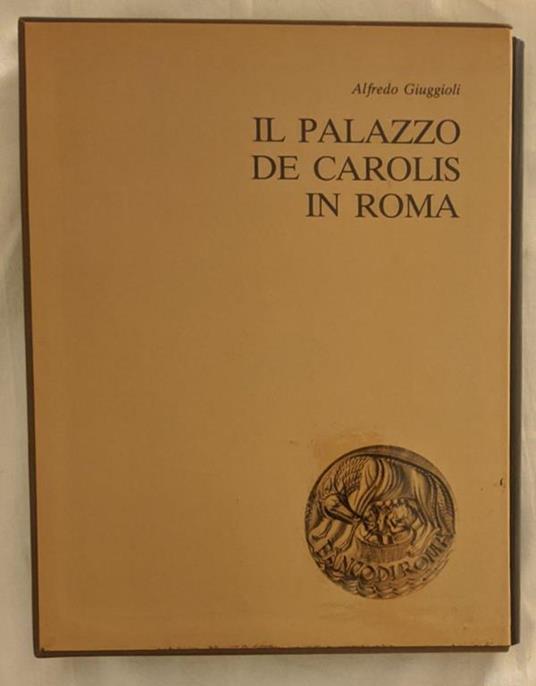 Alfredo Giuggioli
IL PALAZZO
DE CAROLIS
IN ROMA
BANCO DI ROMA